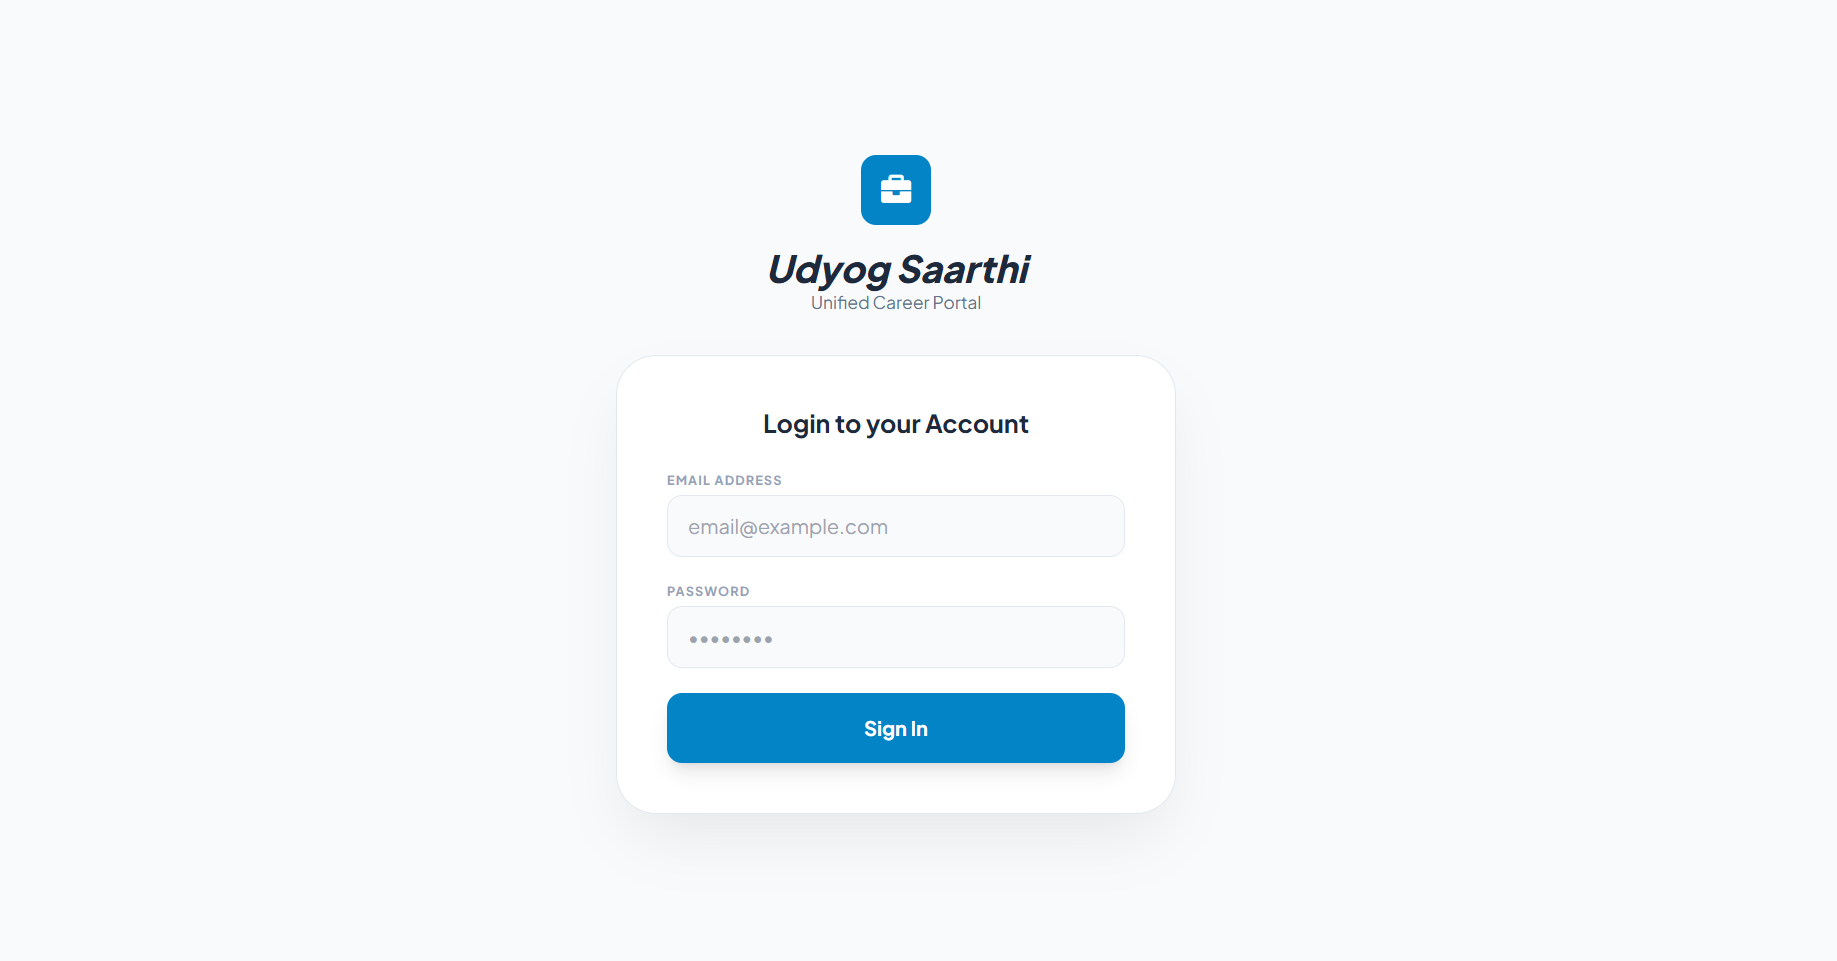 Udyog Saarthi
Unified Career Portal
Login to your Account
EMAIL ADDRESS
email@example.com
PASSWORD
••••••••
Sign In